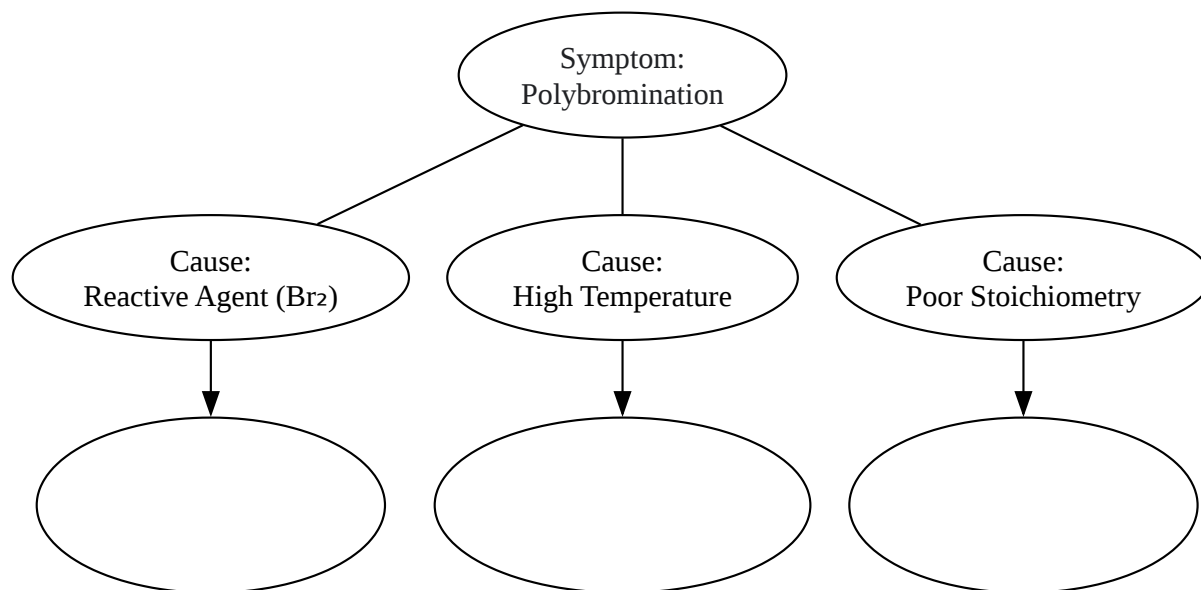 Symptom:
Polybromination
Cause:
Reactive Agent (Br₂)
Cause:
High Temperature
Cause:
Poor Stoichiometry